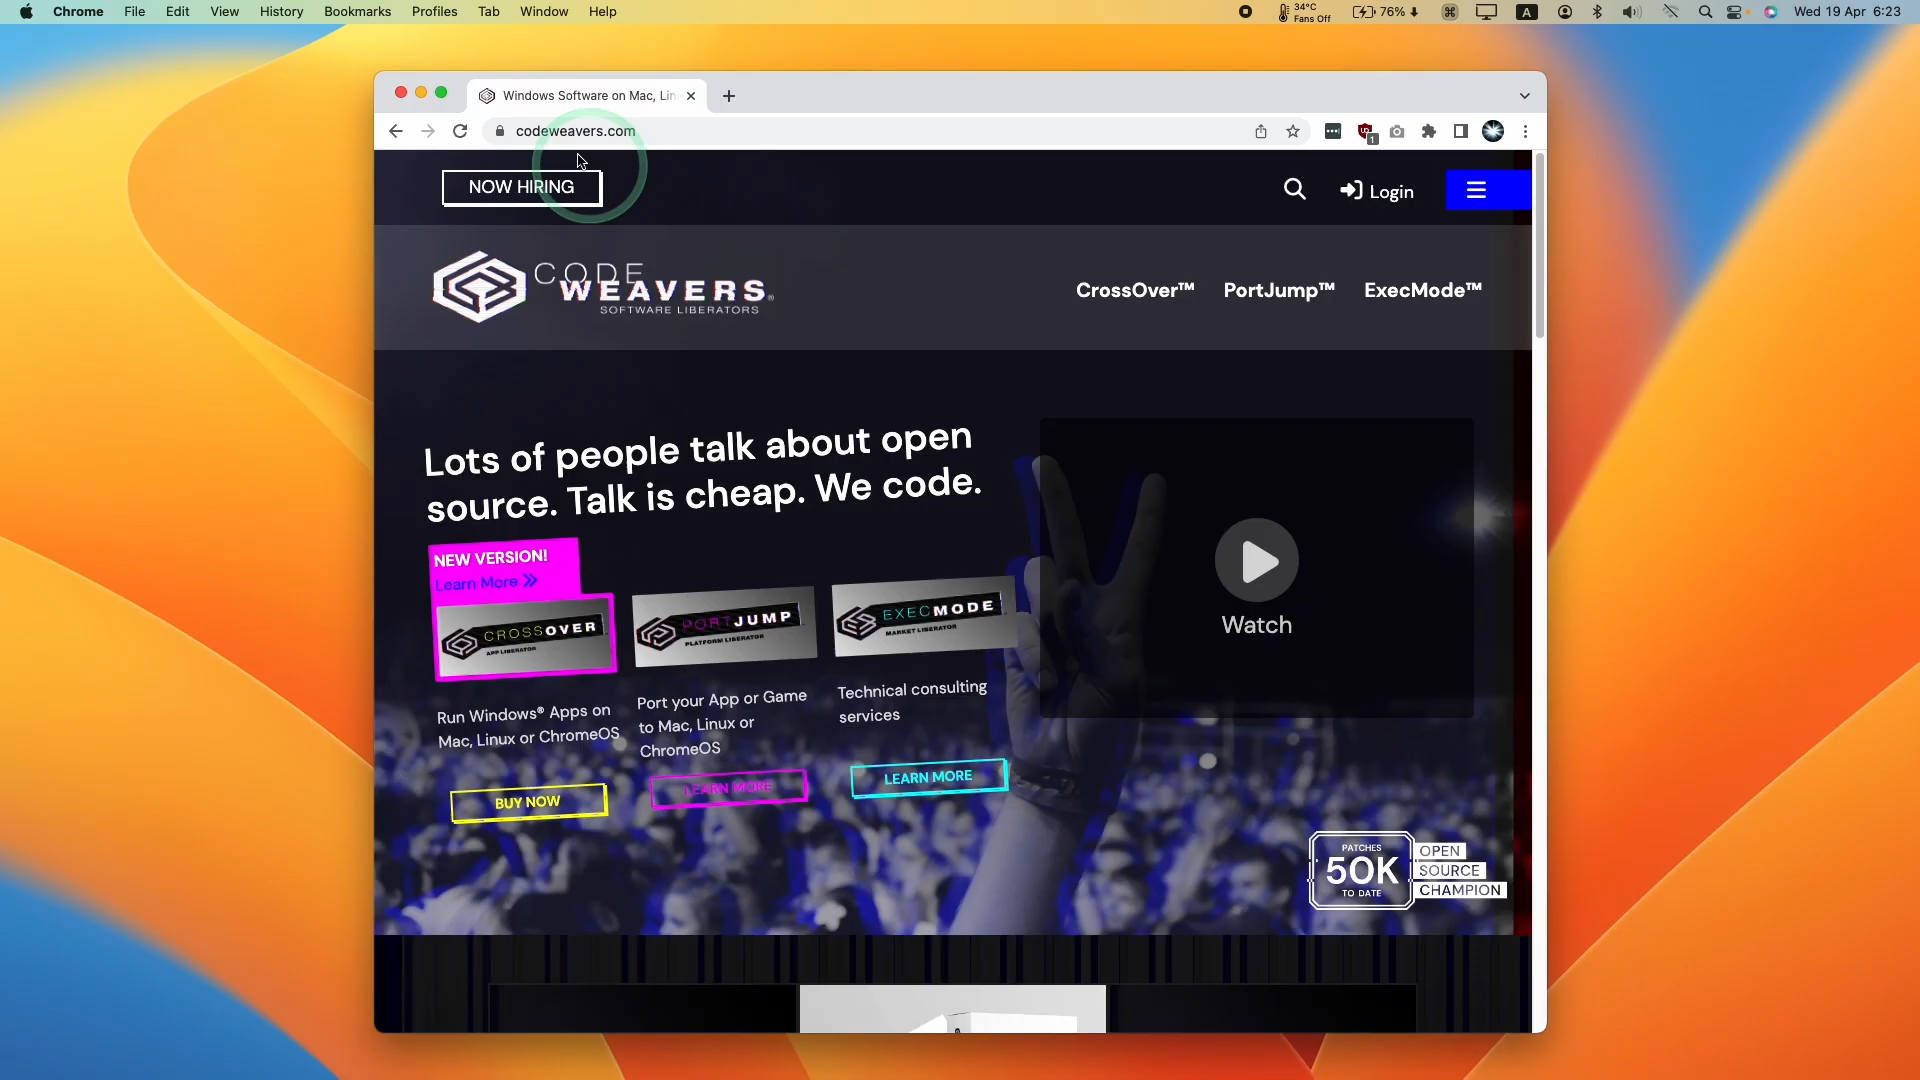 Chrome File Edit View History Bookmarks Profiles Tab Window Help
34°C
Fans Off
76%
A
Wed 19 Apr 6:23
Windows Software on Mac, Lin
codeweavers.com
1
NOW HIRING
Login
CODE
WEAVERS®
SOFTWARE LIBERATORS
CrossOver™ PortJump™ ExecMode™
Lots of people talk about open
source. Talk is cheap. We code.
NEW VERSION!
Learn More
CROSSOVER
APP LIBERATOR
PORTJUMP
PLATFORM LIBERATOR
EXECMODE
MARKET LIBERATOR
Run Windows® Apps on
Mac, Linux or ChromeOS
BUY NOW
Port your App or Game
to Mac, Linux or
ChromeOS
LEARN MORE
Technical consulting
services
LEARN MORE
Watch
PATCHES
50K
TO DATE
OPEN
SOURCE
CHAMPION